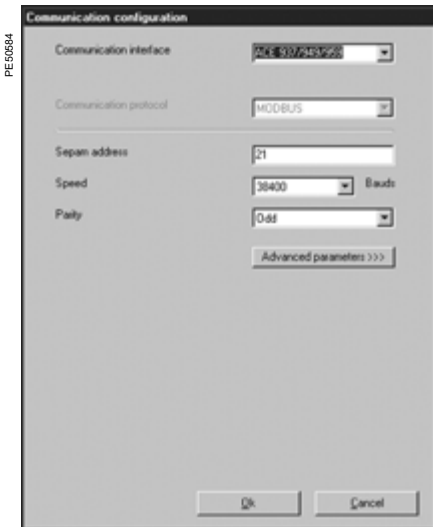 PE50584
Communication configuration
Communication interface
ACE 937/949/959
Communication protocol
MODBUS
Sepam address
21
Speed
38400
Bauds
Parity
Odd
Advanced parameters >>>
Ok
Cancel